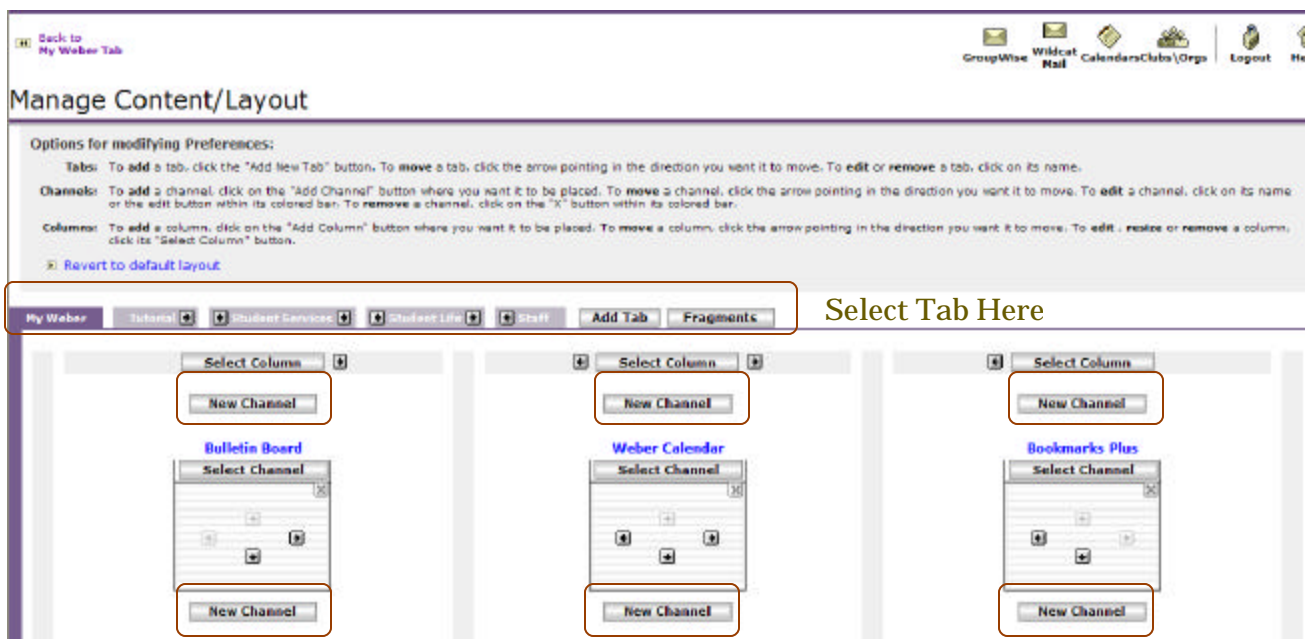 Back to
My Weber Tab
GroupWise Wildcat Mail Calendars Clubs\Orgs Logout
Manage Content/Layout
Options for modifying Preferences:
Tabs: To add a tab, click the "Add New Tab" button. To move a tab, click the arrow pointing in the direction you want it to move. To edit or remove a tab, click on its name.
Channels: To add a channel, click on the "Add Channel" button where you want it to be placed. To move a channel, click the arrow pointing in the direction you want it to move. To edit a channel, click on its name
or the edit button within its colored bar. To remove a channel, click on the "X" button within its colored bar.
Columns: To add a column, click on the "Add Column" button where you want it to be placed. To move a column, click the arrow pointing in the direction you want it to move. To edit , resize or remove a column,
click its "Select Column" button.
Revert to default layout
My Weber Tutorial Student Services Student Life Staff Add Tab Fragments Select Tab Here
Select Column Select Column Select Column
New Channel New Channel New Channel
Bulletin Board Weber Calendar Bookmarks Plus
Select Channel Select Channel Select Channel
New Channel New Channel New Channel